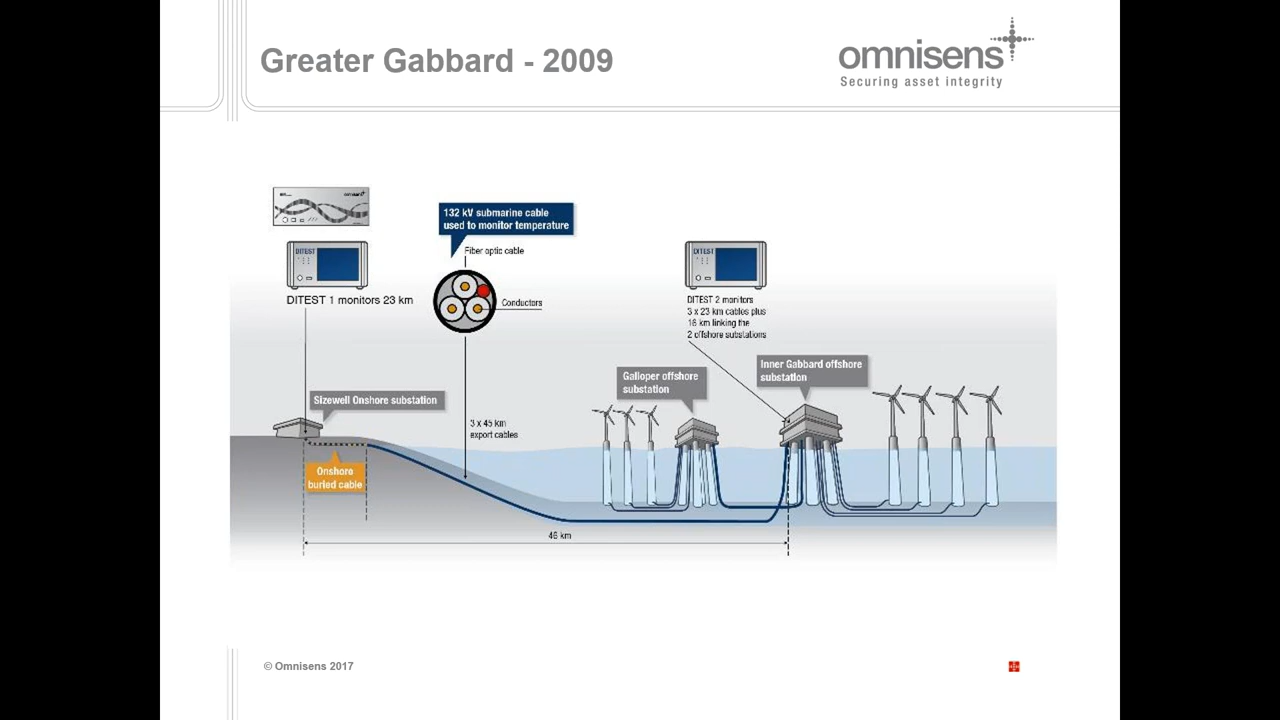 Greater Gabbard - 2009
omnisens
Securing asset integrity
omnisens
DITEST
132 kV submarine cable
used to monitor temperature
Fiber optic cable
Conductors
DITEST
DITEST 1 monitors 23 km
DITEST 2 monitors
3 x 23 km cables plus
16 km linking the
2 offshore substations
Galloper offshore
substation
Inner Gabbard offshore
substation
Sizewell Onshore substation
3 x 45 km
export cables
Onshore
buried cable
46 km
© Omnisens 2017